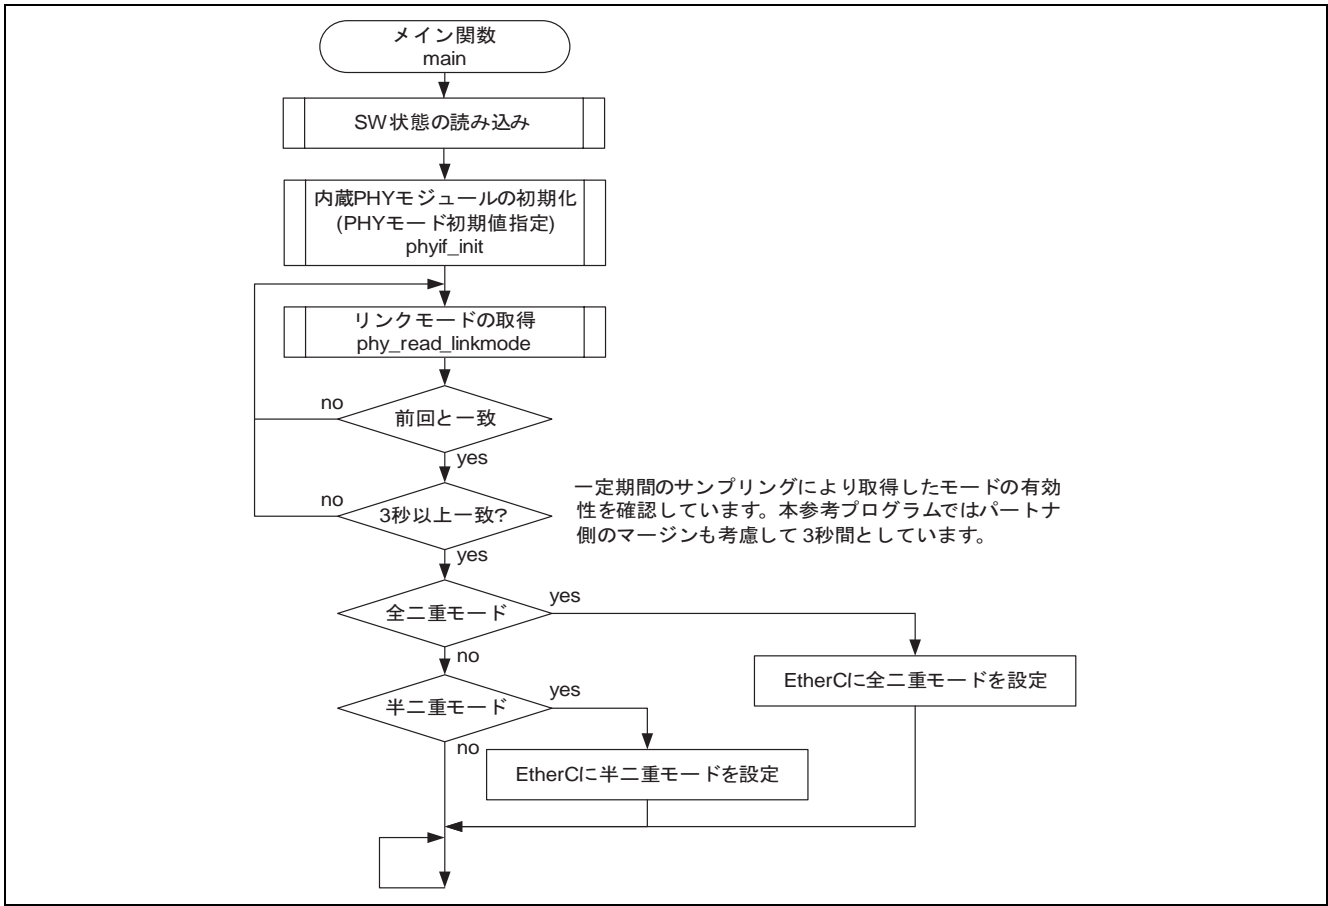 メイン関数
main
SW状態の読み込み
内蔵PHYモジュールの初期化
(PHYモード初期値指定)
phyif_init
リンクモードの取得
phy_read_linkmode
no
前回と一致
yes
no
3秒以上一致?
一定期間のサンプリングにより取得したモードの有効
性を確認しています。本参考プログラムではパートナ
側のマージンも考慮して3秒間としています。
yes
全二重モード
yes
no
EtherCに全二重モードを設定
半二重モード
yes
no
EtherCに半二重モードを設定